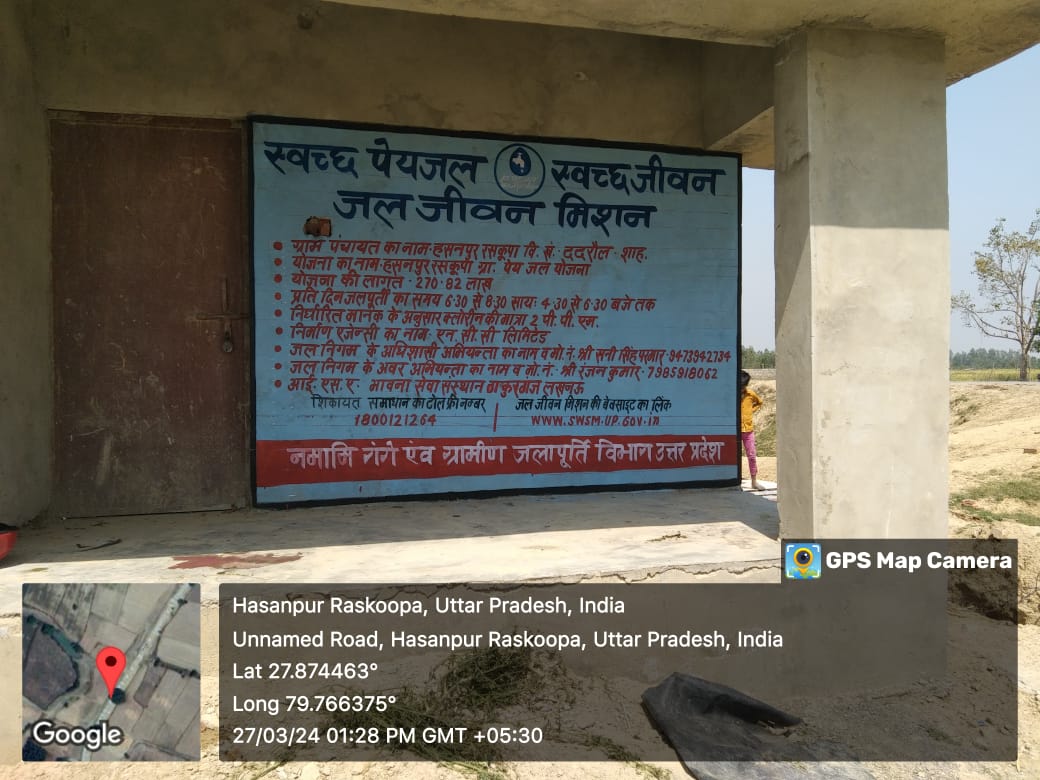 स्वच्छ पेयजल स्वच्छ जीवन
जल जीवन मिशन
• ग्राम पंचायत का नाम-हसनपुर रसकूपा वि. खं.- ददरौल - शाह.
• योजना का नाम-हसनपुर रसकूपा ग्रा. पेय जल योजना
• योजना की लागत - 270.82 लाख
• प्रति दिन जलपूर्ती का समय 6:30 से 8:30 सायः 4:30 से 6:30 बजे तक
• निर्धारित मानक के अनुसार क्लोरीन की मात्रा 2 पी. पी. एम.
• निर्माण एजेन्सी का नाम- एन. सी. सी लिमिटेड
• जल निगम के अधिशासी अभियन्ता का नाम व मो. नं. श्री सनी सिंह परमार-9473942734
• जल निगम के अवर अभियन्ता का नाम व मो. नं. श्री रंजन कुमार-7985918062
• आई. एस. ए.- भावना सेवा संस्थान ठाकुरगंज लखनऊ
शिकायत समाधान का टोल फ्री नम्बर | जल जीवन मिशन की वेबसाइट का लिंक
1800121264 | www.swsm.up.gov.in
नमामि गंगे एंव ग्रामीण जलापूर्ति विभाग उत्तर प्रदेश
GPS Map Camera
Hasanpur Raskoopa, Uttar Pradesh, India
Unnamed Road, Hasanpur Raskoopa, Uttar Pradesh, India
Lat 27.874463°
Long 79.766375°
27/03/24 01:28 PM GMT +05:30
Google